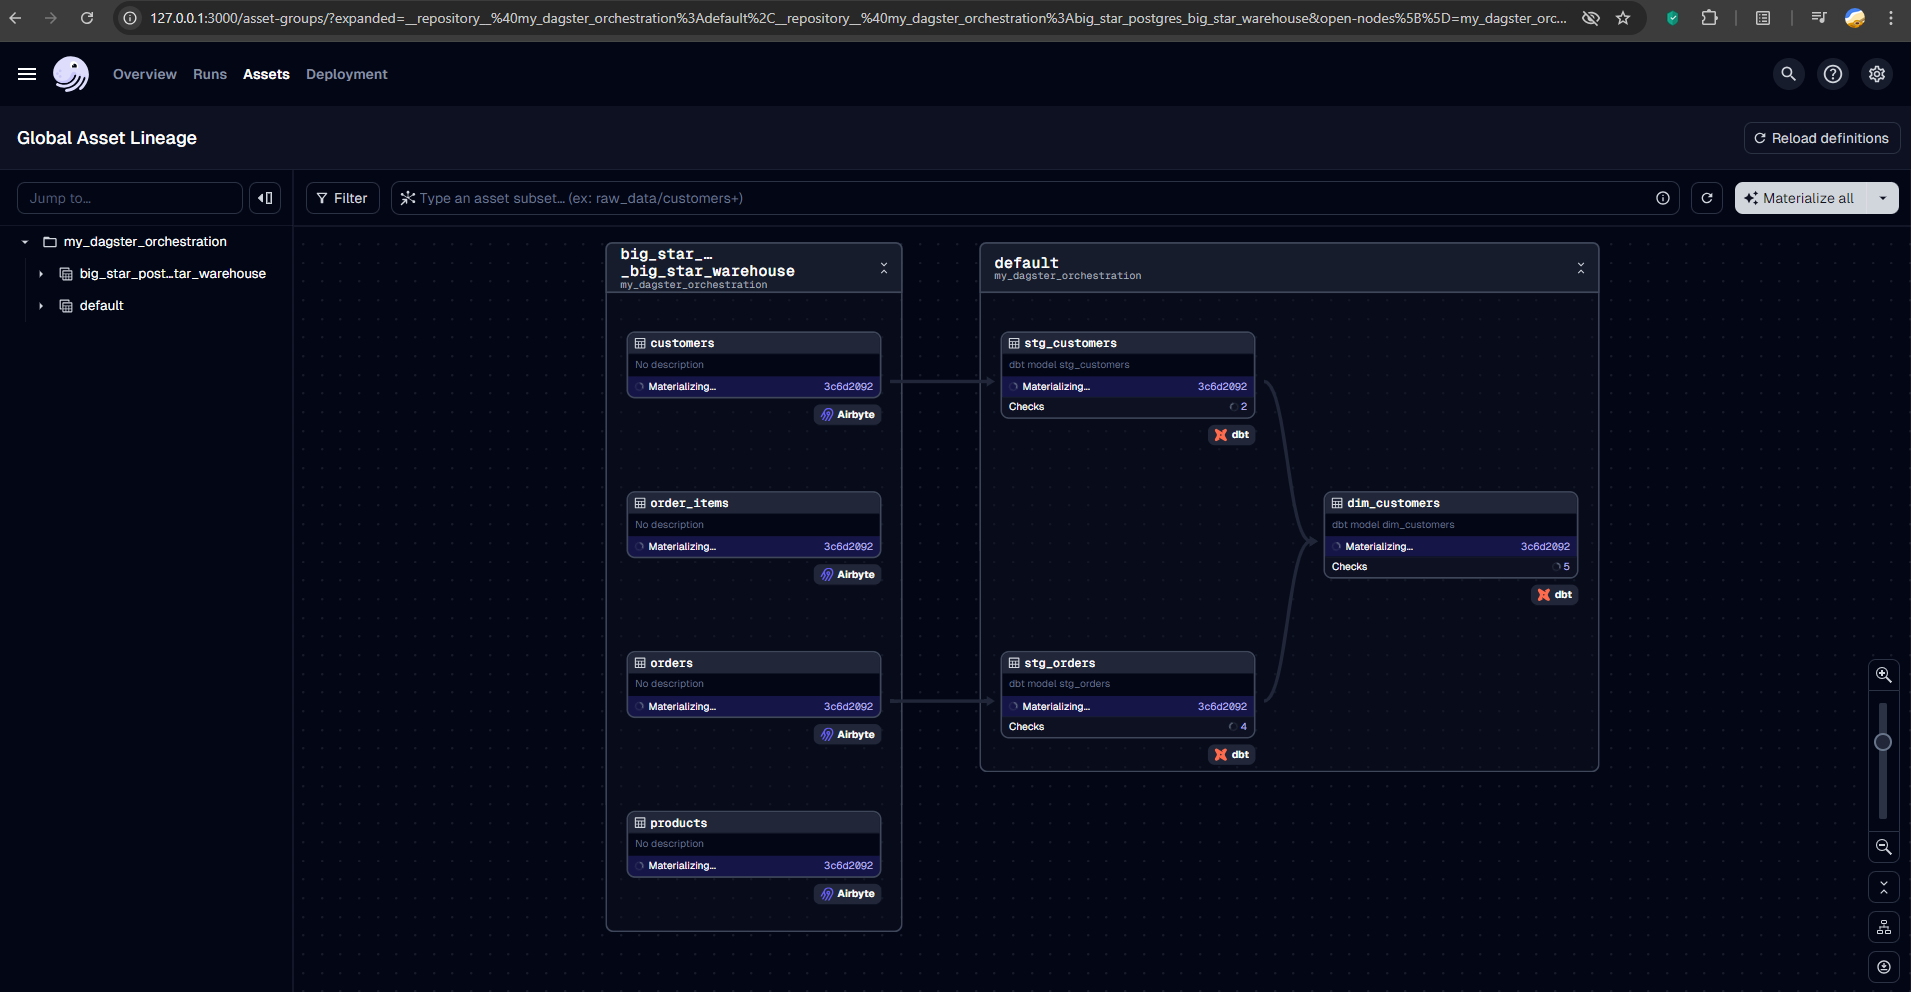 127.0.0.1:3000/asset-groups/?expanded=__repository__%40my_dagster_orchestration%3Adefault%2C__repository__%40my_dagster_orchestration%3Abig_star_postgres_big_star_warehouse&open-nodes%5B%5D=my_dagster_orc...
Overview Runs Assets Deployment
Global Asset Lineage
Reload definitions
Jump to…
Filter
Type an asset subset… (ex: raw_data/customers+)
Materialize all
my_dagster_orchestration
big_star_post…tar_warehouse
default
big_star_…
_big_star_warehouse
my_dagster_orchestration
customers
No description
Materializing... 3c6d2092
Airbyte
order_items
No description
Materializing... 3c6d2092
Airbyte
orders
No description
Materializing... 3c6d2092
Airbyte
products
No description
Materializing... 3c6d2092
Airbyte
default
my_dagster_orchestration
stg_customers
dbt model stg_customers
Materializing... 3c6d2092
Checks 2
dbt
stg_orders
dbt model stg_orders
Materializing... 3c6d2092
Checks 4
dbt
dim_customers
dbt model dim_customers
Materializing... 3c6d2092
Checks 5
dbt